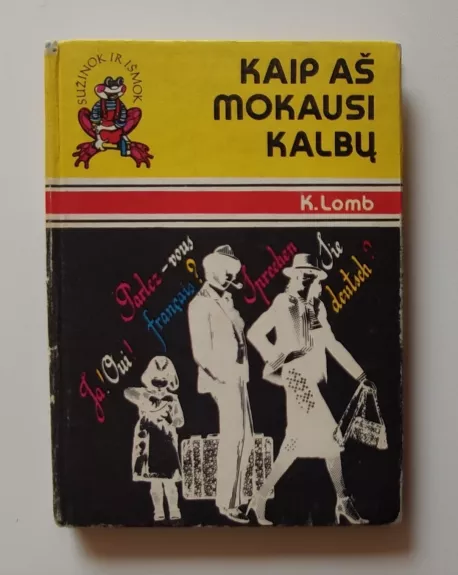 SUŽINOK IR IŠMOK
KAIP AŠ
MOKAUSI
KALBŲ
K.Lomb
Parlez-vous
français?
Sprechen Sie
deutsch?
Ja! Oui!